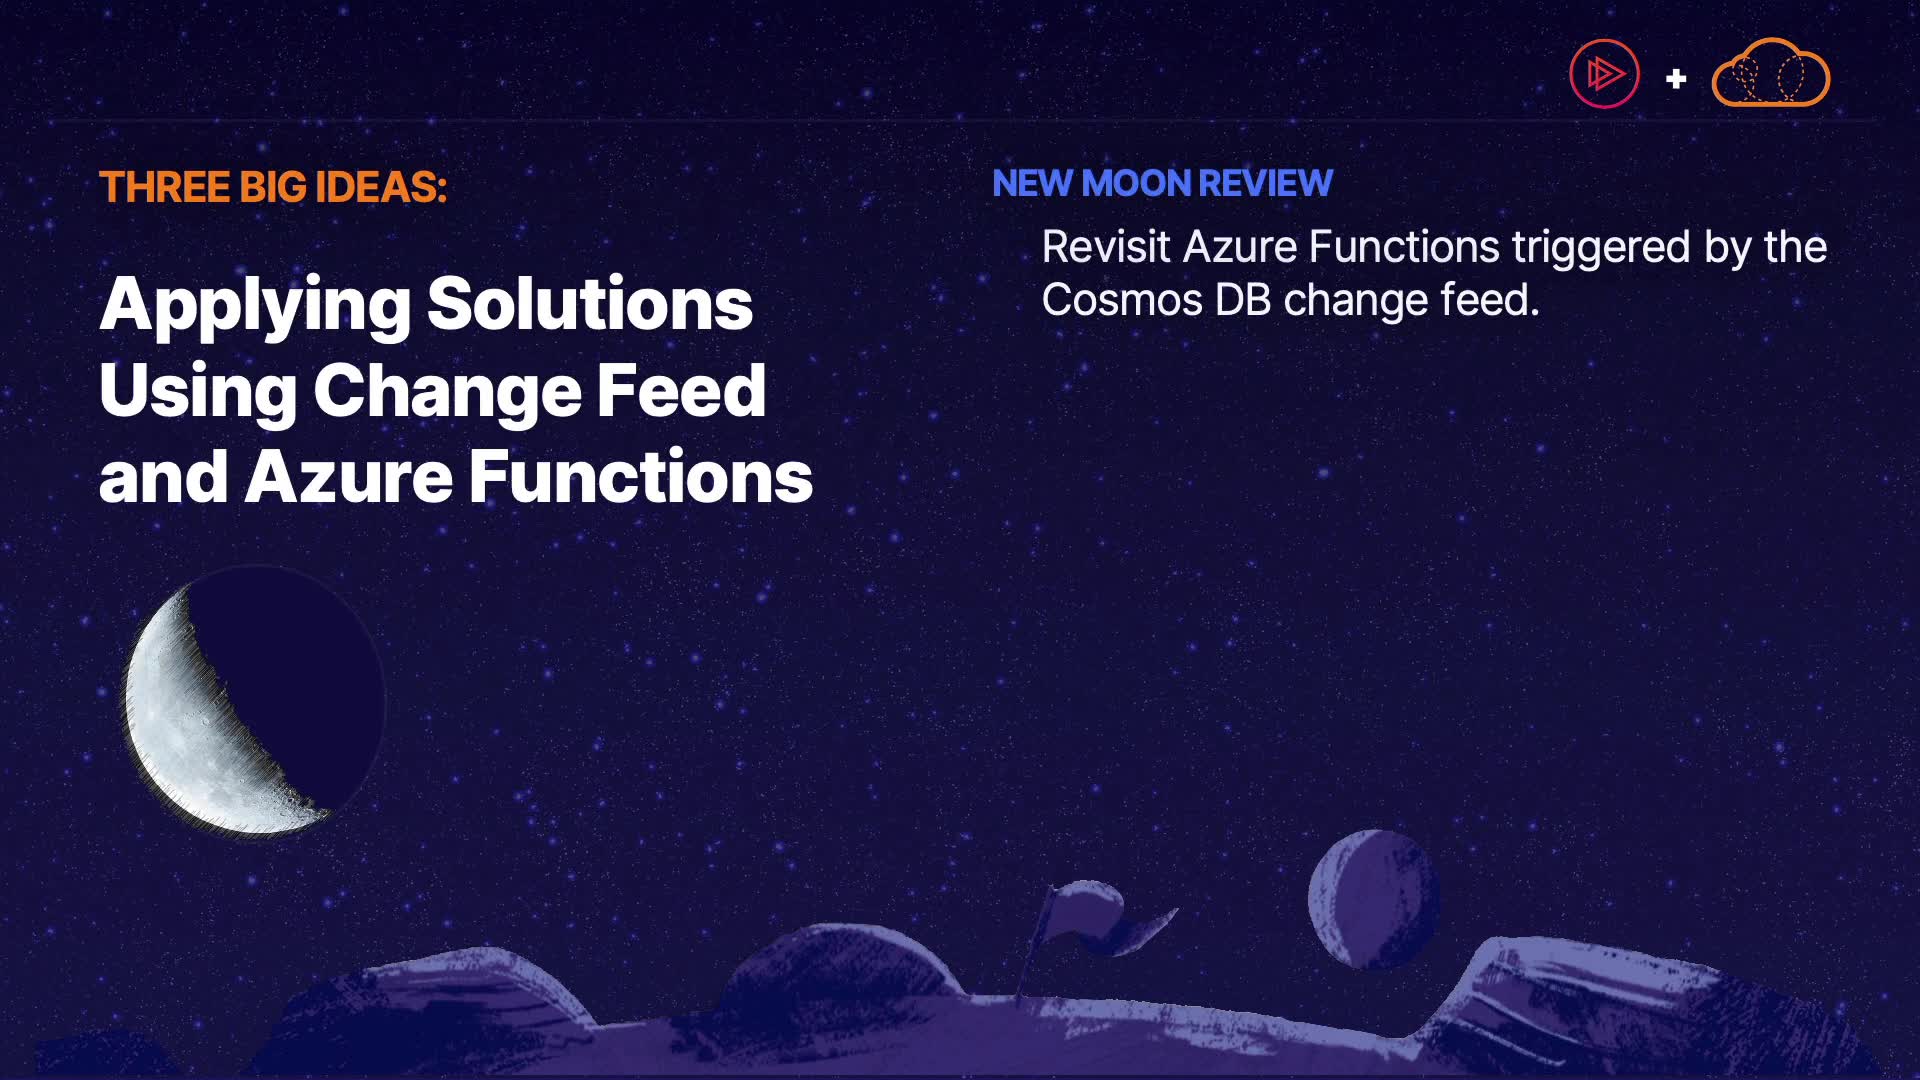 THREE BIG IDEAS:
Applying Solutions
Using Change Feed
and Azure Functions
NEW MOON REVIEW
Revisit Azure Functions triggered by the
Cosmos DB change feed.